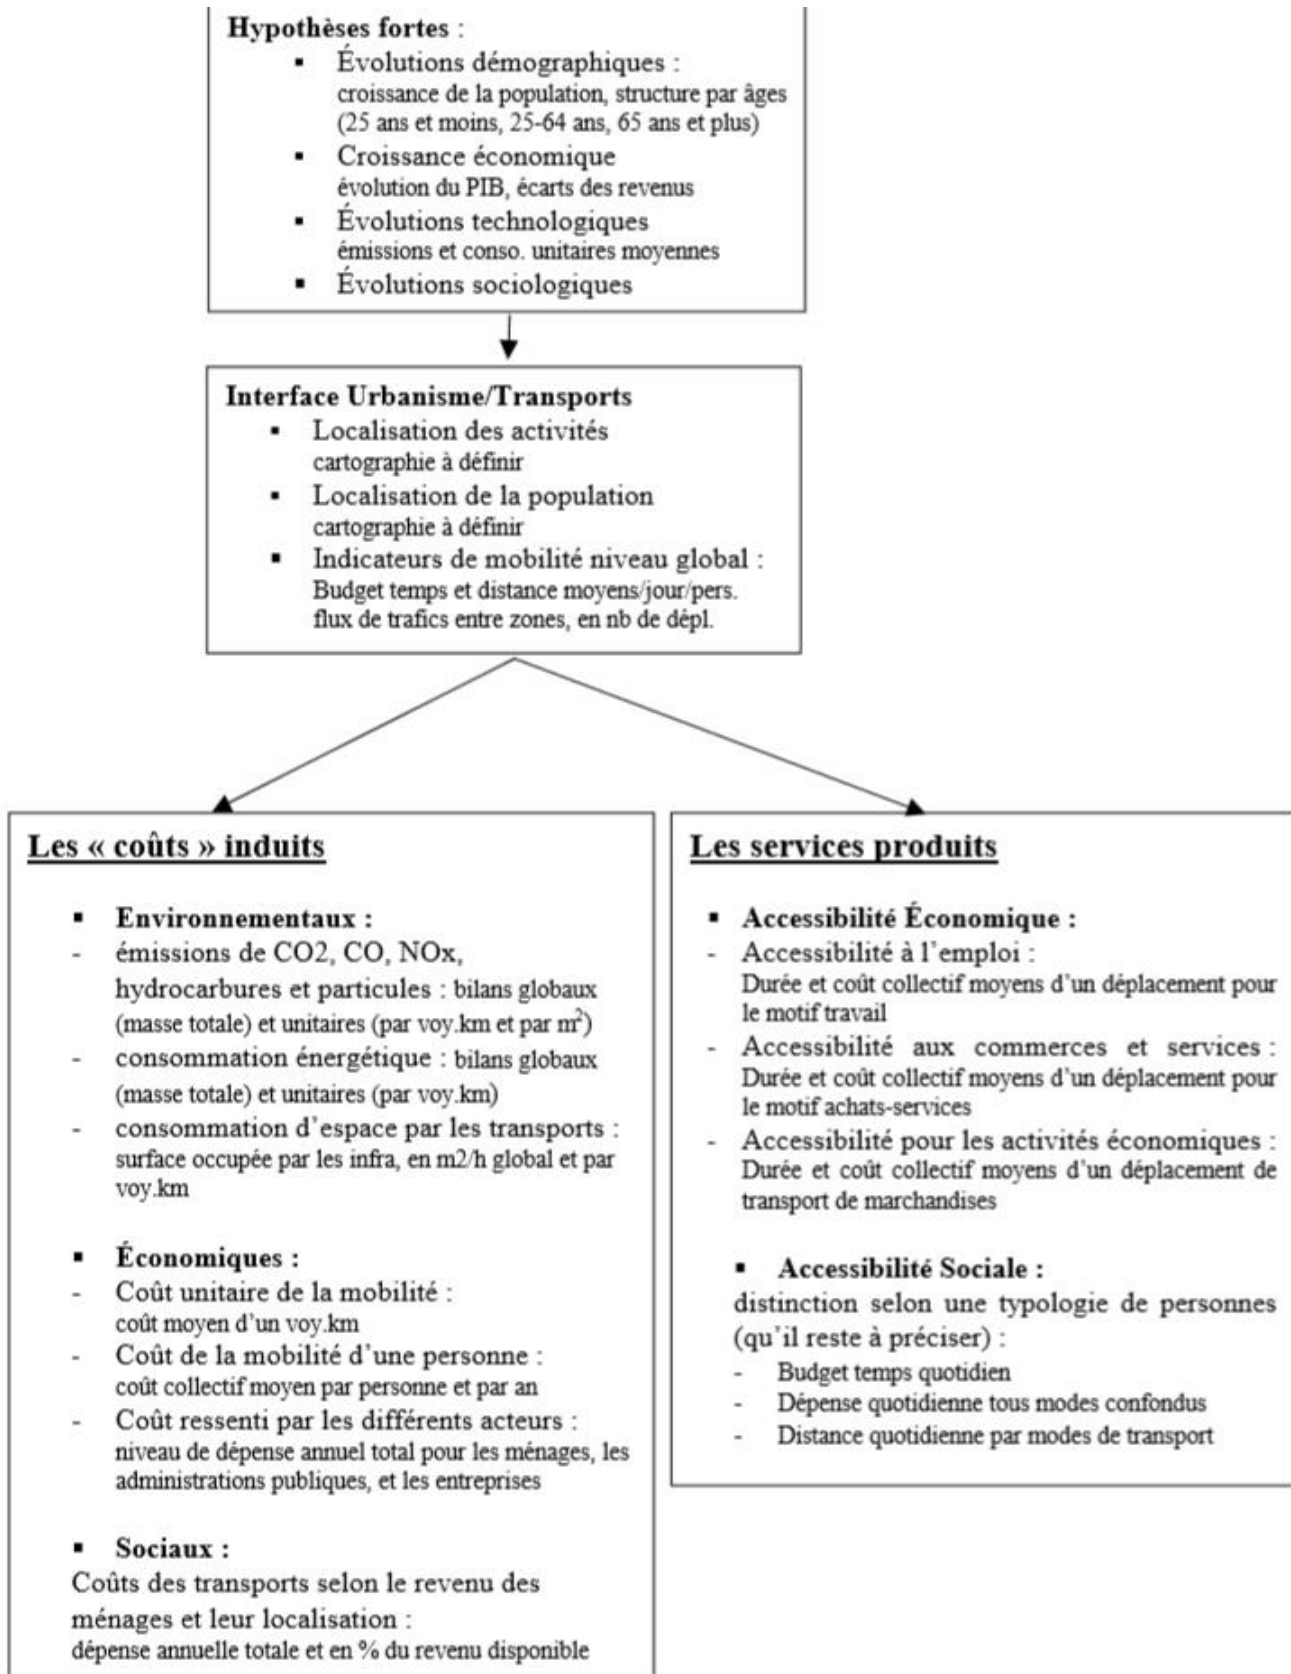 Hypothèses fortes :
▪ Évolutions démographiques :
croissance de la population, structure par âges
(25 ans et moins, 25-64 ans, 65 ans et plus)
▪ Croissance économique
évolution du PIB, écarts des revenus
▪ Évolutions technologiques
émissions et conso. unitaires moyennes
▪ Évolutions sociologiques
Interface Urbanisme/Transports
▪ Localisation des activités
cartographie à définir
▪ Localisation de la population
cartographie à définir
▪ Indicateurs de mobilité niveau global :
Budget temps et distance moyens/jour/pers.
flux de trafics entre zones, en nb de dépl.
Les « coûts » induits
▪ Environnementaux :
- émissions de CO2, CO, NOx,
hydrocarbures et particules : bilans globaux
(masse totale) et unitaires (par voy.km et par m²)
- consommation énergétique : bilans globaux
(masse totale) et unitaires (par voy.km)
- consommation d'espace par les transports :
surface occupée par les infra, en m2/h global et par
voy.km
▪ Économiques :
- Coût unitaire de la mobilité :
coût moyen d'un voy.km
- Coût de la mobilité d'une personne :
coût collectif moyen par personne et par an
- Coût ressenti par les différents acteurs :
niveau de dépense annuel total pour les ménages, les
administrations publiques, et les entreprises
▪ Sociaux :
Coûts des transports selon le revenu des
ménages et leur localisation :
dépense annuelle totale et en % du revenu disponible
Les services produits
▪ Accessibilité Économique :
- Accessibilité à l'emploi :
Durée et coût collectif moyens d'un déplacement pour
le motif travail
- Accessibilité aux commerces et services :
Durée et coût collectif moyens d'un déplacement pour
le motif achats-services
- Accessibilité pour les activités économiques :
Durée et coût collectif moyens d'un déplacement de
transport de marchandises
▪ Accessibilité Sociale :
distinction selon une typologie de personnes
(qu'il reste à préciser) :
- Budget temps quotidien
- Dépense quotidienne tous modes confondus
- Distance quotidienne par modes de transport